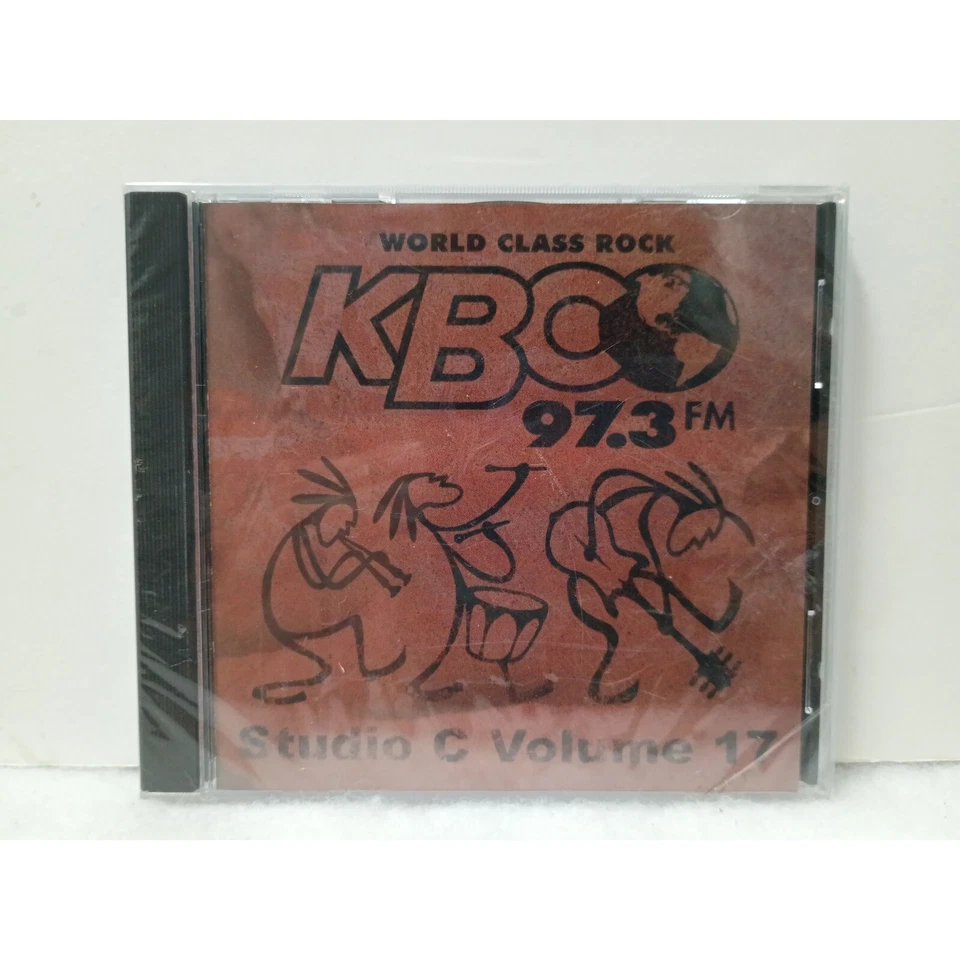 WORLD CLASS ROCK
KBCO
97.3 FM
Studio C Volume 17